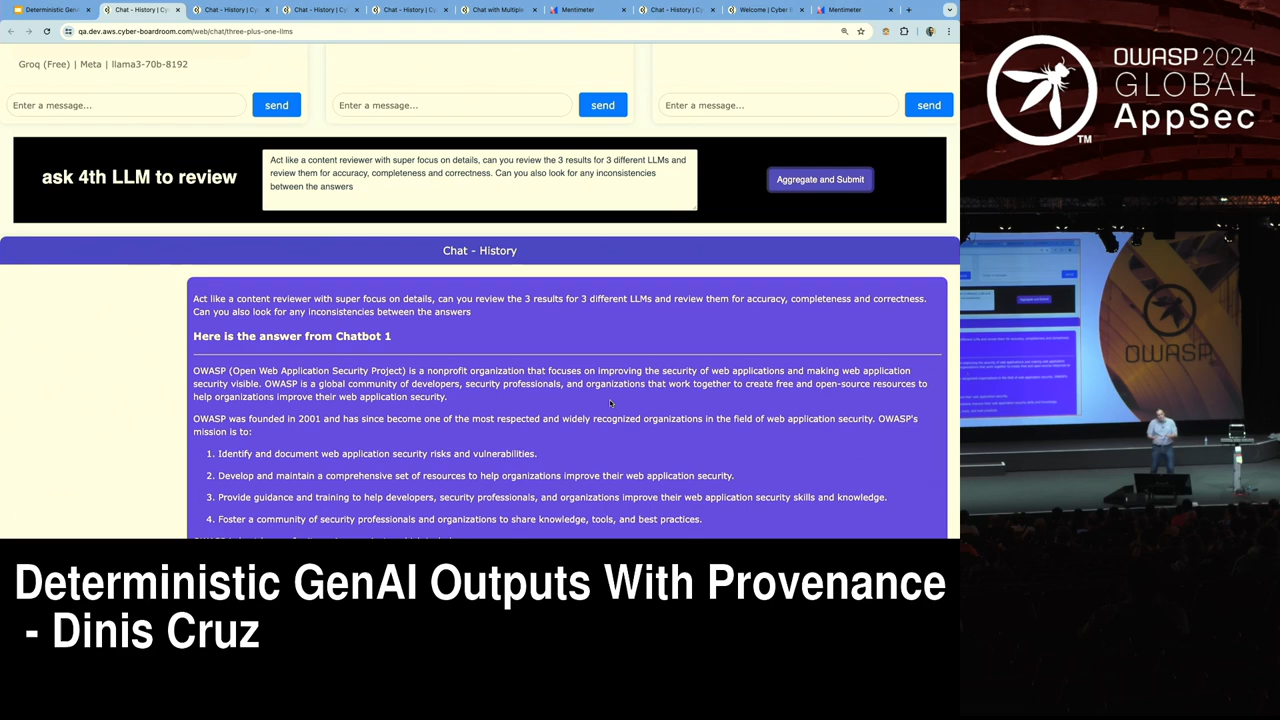 Deterministic GenA
Chat - History | Cy
Chat - History | Cy
Chat - History | Cy
Chat - History | Cy
Chat with Multiple
Mentimeter
Chat - History | Cy
Welcome | Cyber B
Mentimeter
qa.dev.aws.cyber-boardroom.com/web/chat/three-plus-one-llms
Groq (Free) | Meta | llama3-70b-8192
Enter a message...
send
Enter a message...
send
Enter a message...
send
ask 4th LLM to review
Act like a content reviewer with super focus on details, can you review the 3 results for 3 different LLMs and
review them for accuracy, completeness and correctness. Can you also look for any inconsistencies
between the answers
Aggregate and Submit
Chat - History
Act like a content reviewer with super focus on details, can you review the 3 results for 3 different LLMs and review them for accuracy, completeness and correctness.
Can you also look for any inconsistencies between the answers
Here is the answer from Chatbot 1
OWASP (Open Web Application Security Project) is a nonprofit organization that focuses on improving the security of web applications and making web application
security visible. OWASP is a global community of developers, security professionals, and organizations that work together to create free and open-source resources to
help organizations improve their web application security.
OWASP was founded in 2001 and has since become one of the most respected and widely recognized organizations in the field of web application security. OWASP's
mission is to:
1. Identify and document web application security risks and vulnerabilities.
2. Develop and maintain a comprehensive set of resources to help organizations improve their web application security.
3. Provide guidance and training to help developers, security professionals, and organizations improve their web application security skills and knowledge.
4. Foster a community of security professionals and organizations to share knowledge, tools, and best practices.
OWASP 2024
GLOBAL
AppSec
TM
OWASP
Deterministic GenAI Outputs With Provenance
- Dinis Cruz